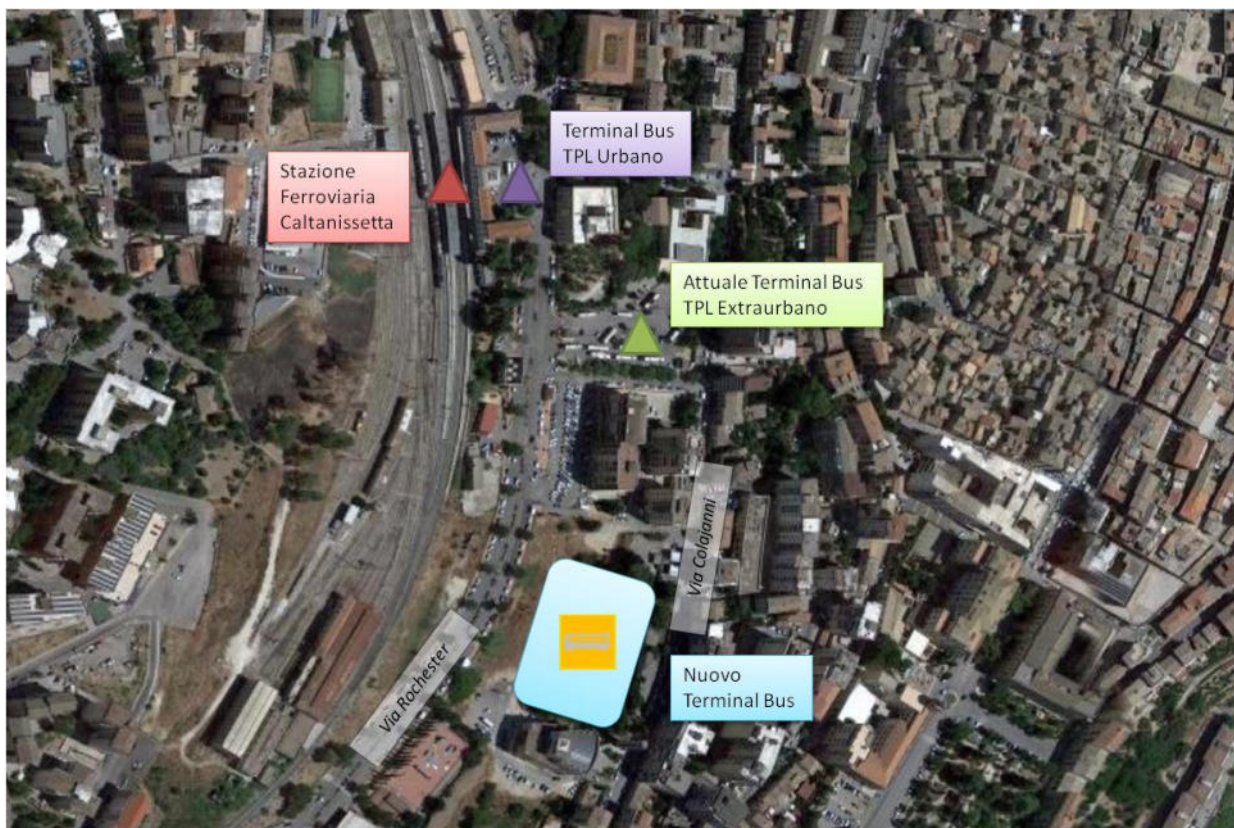 Terminal Bus
TPL Urbano
Stazione
Ferroviaria
Caltanissetta
Attuale Terminal Bus
TPL Extraurbano
Via Colajanni
Via Rochester
Nuovo
Terminal Bus